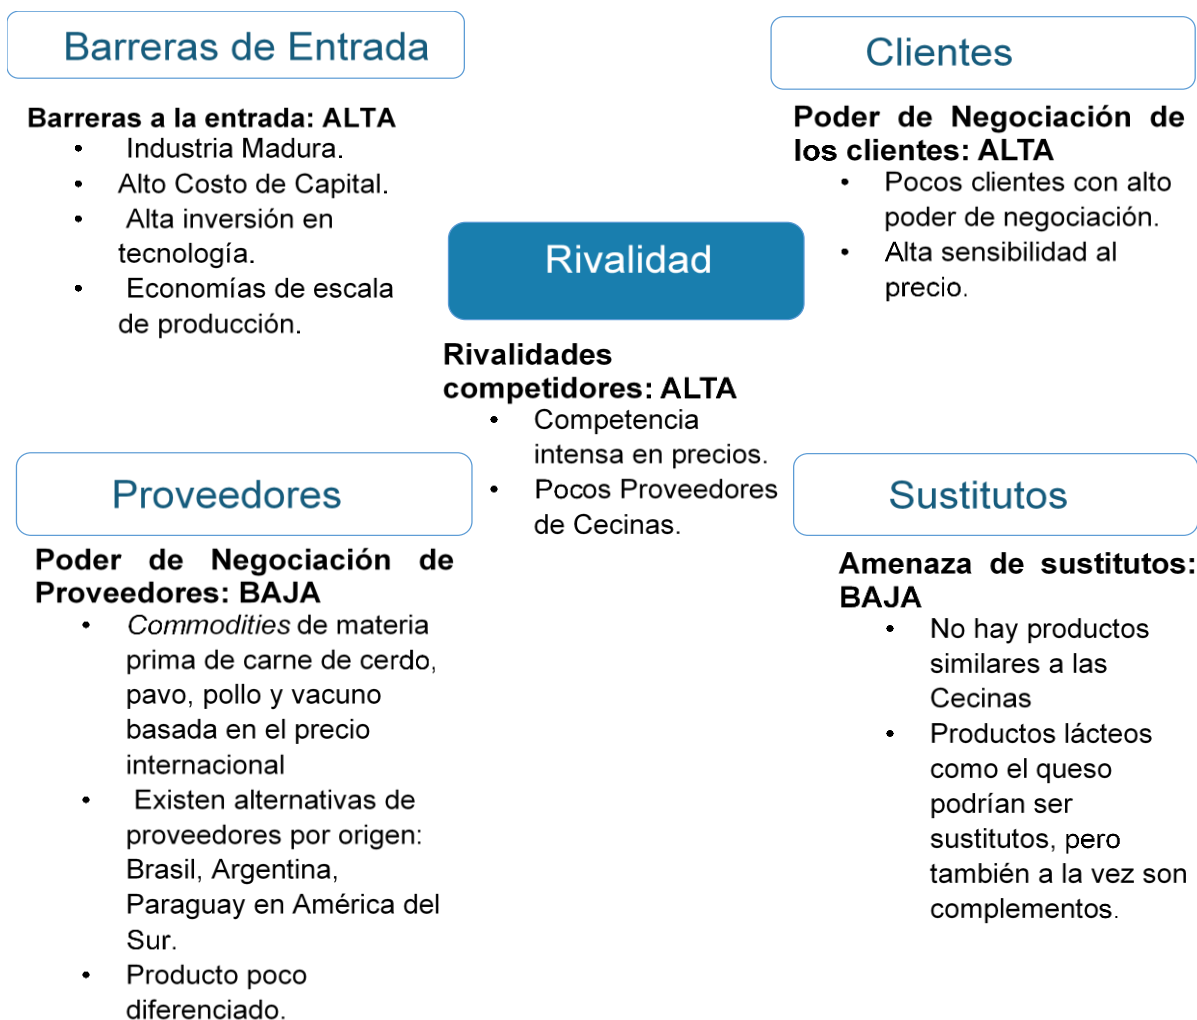 Barreras de Entrada
Barreras a la entrada: ALTA
• Industria Madura.
• Alto Costo de Capital.
• Alta inversión en
tecnología.
• Economías de escala
de producción.
Clientes
Poder de Negociación de
los clientes: ALTA
• Pocos clientes con alto
poder de negociación.
• Alta sensibilidad al
precio.
Rivalidad
Rivalidades
competidores: ALTA
• Competencia
intensa en precios.
• Pocos Proveedores
de Cecinas.
Proveedores
Poder de Negociación de
Proveedores: BAJA
• Commodities de materia
prima de carne de cerdo,
pavo, pollo y vacuno
basada en el precio
internacional
• Existen alternativas de
proveedores por origen:
Brasil, Argentina,
Paraguay en América del
Sur.
• Producto poco
diferenciado.
Sustitutos
Amenaza de sustitutos:
BAJA
• No hay productos
similares a las
Cecinas
• Productos lácteos
como el queso
podrían ser
sustitutos, pero
también a la vez son
complementos.